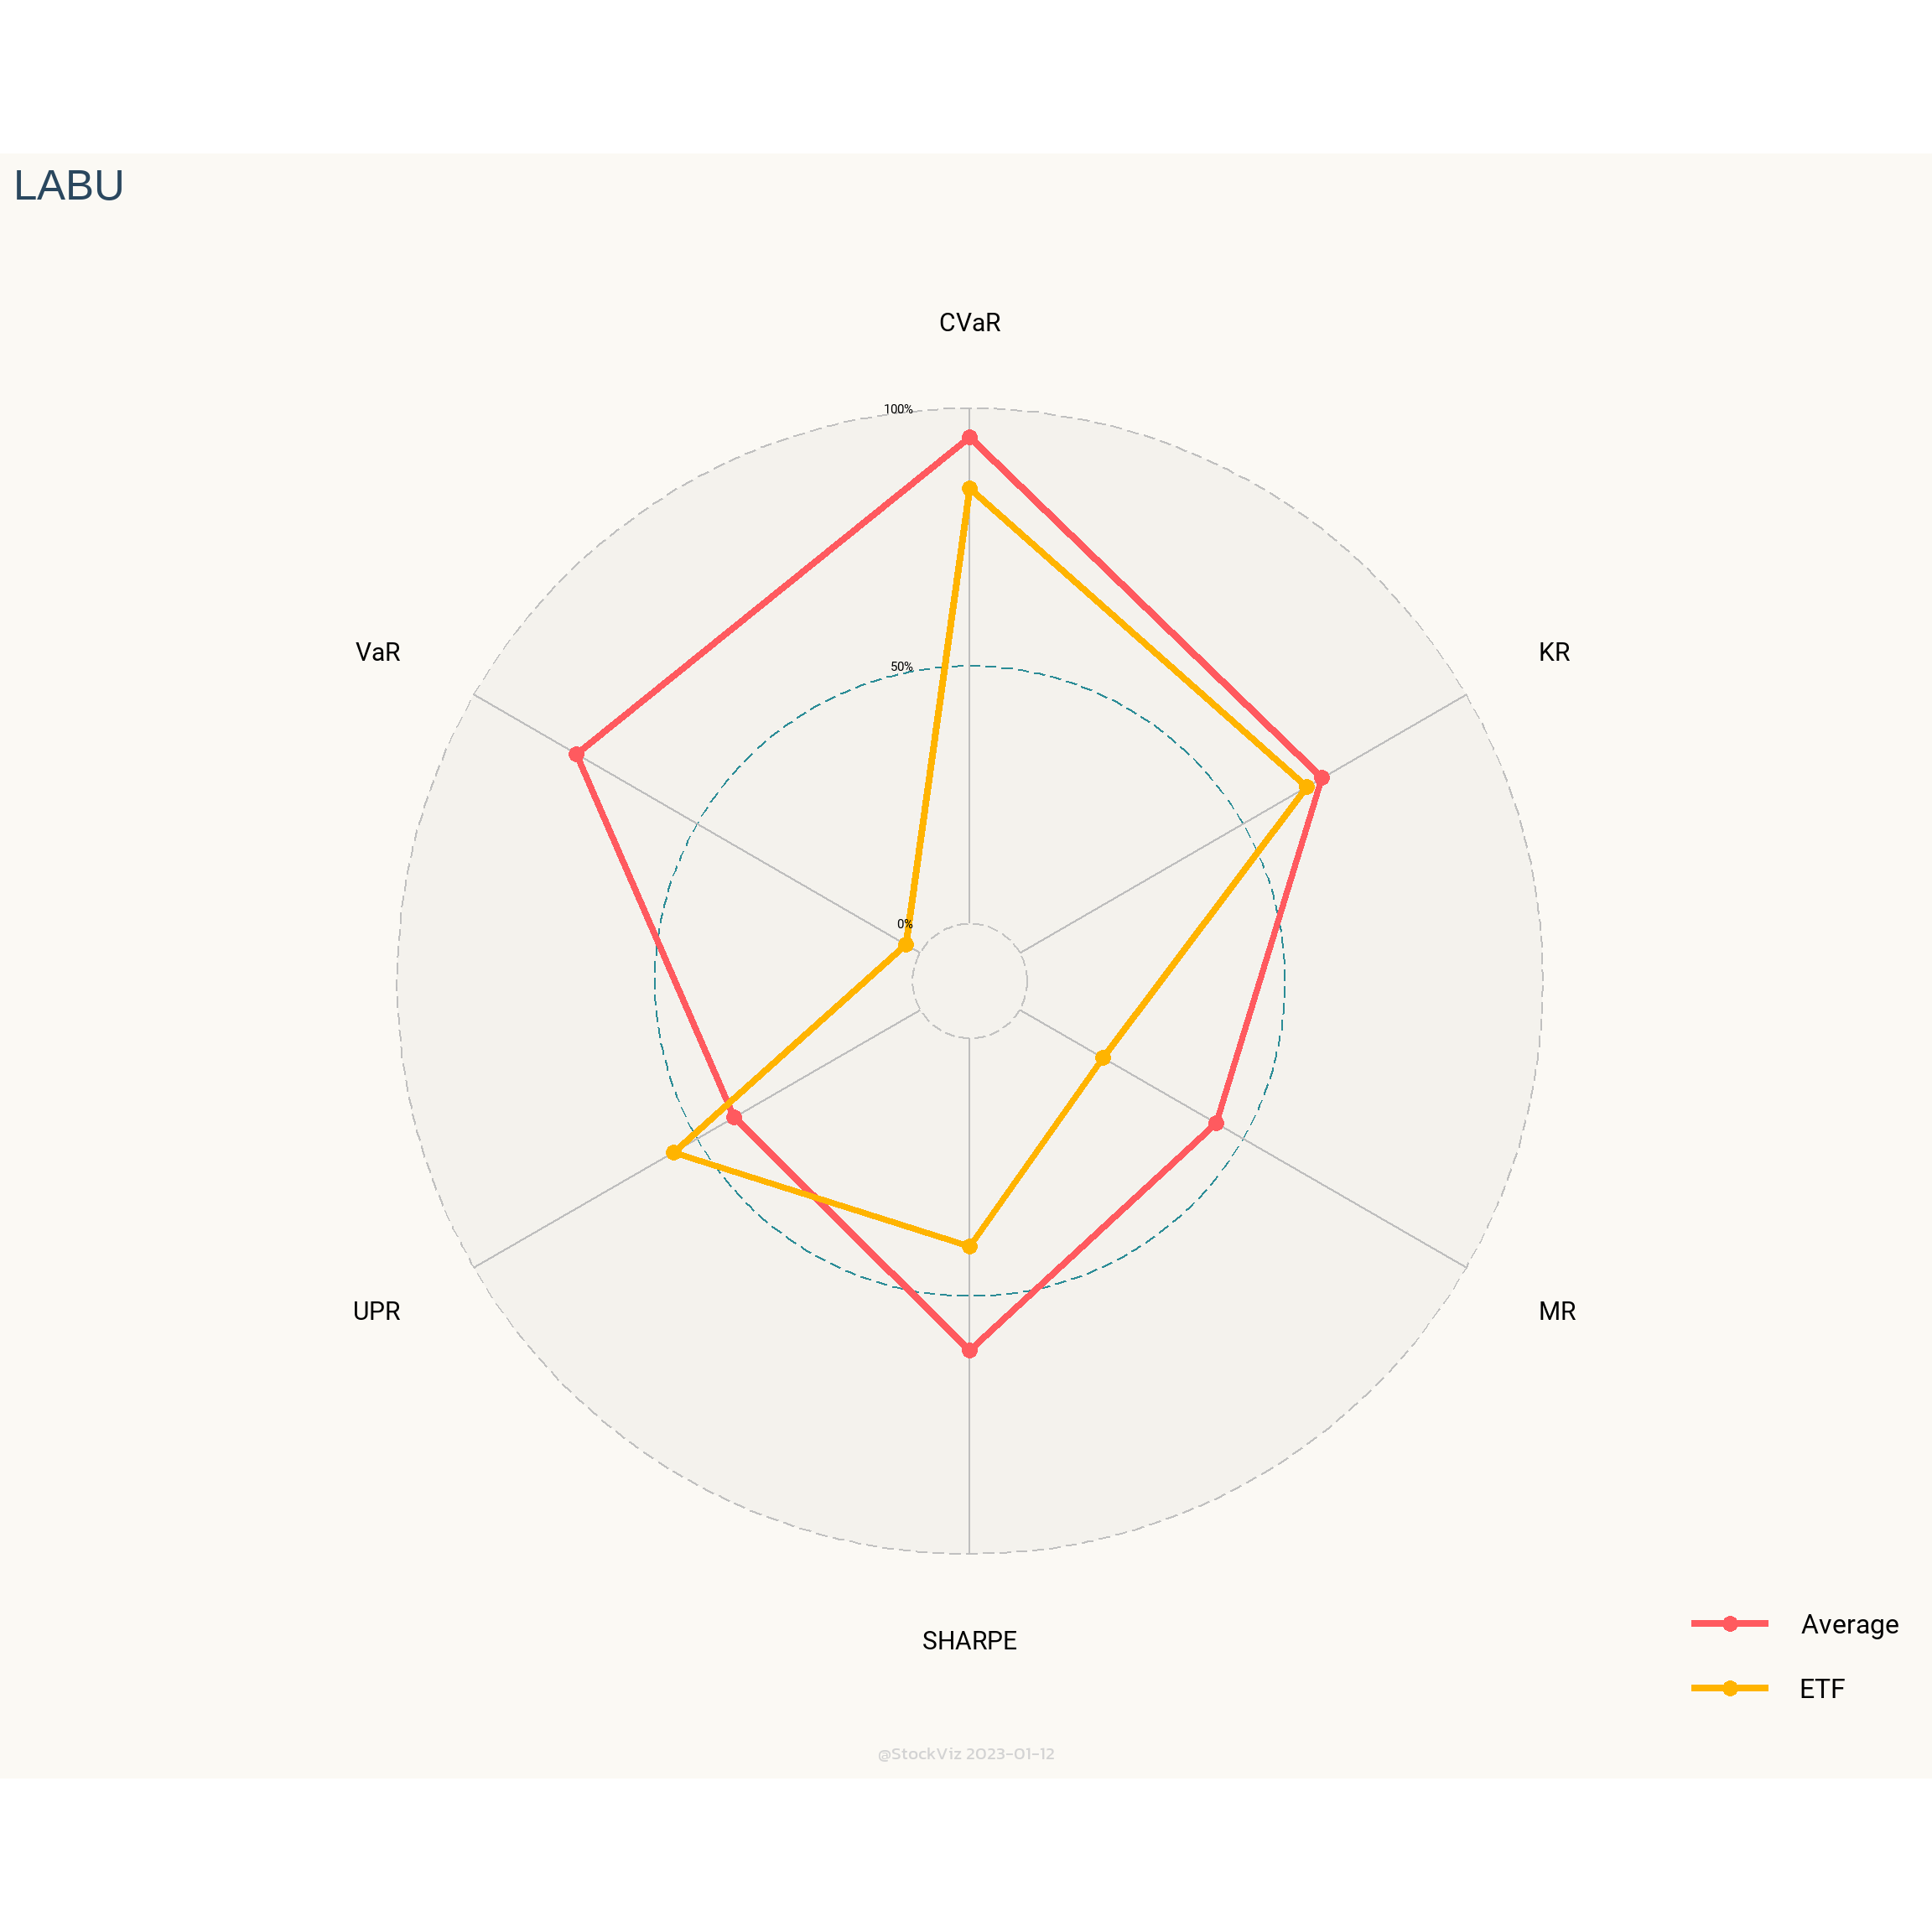 LABU
CVaR
100%
VaR
KR
50%
0%
UPR
MR
SHARPE
Average
ETF
@StockViz 2023-01-12